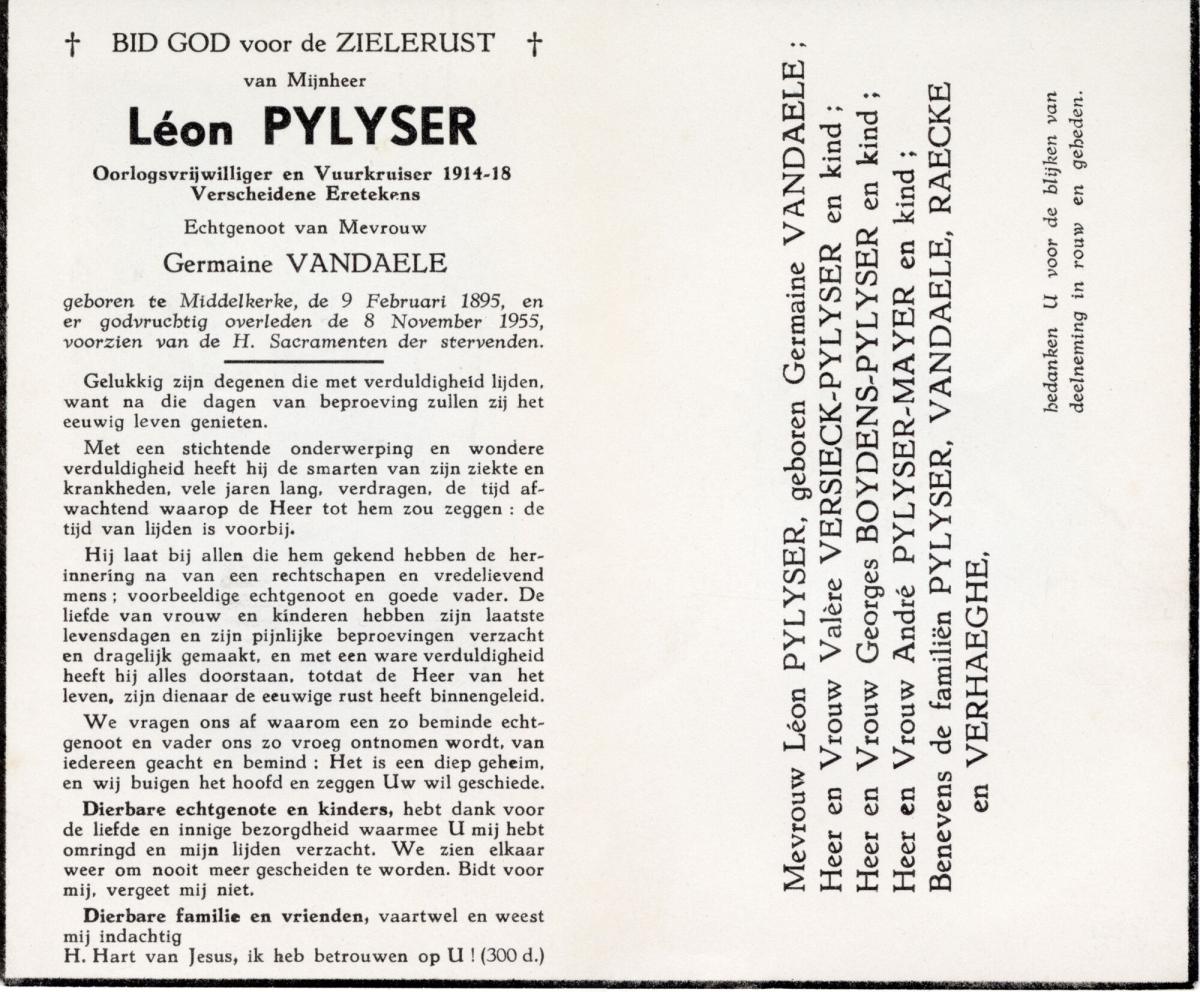 † BID GOD voor de ZIELERUST †
van Mijnheer
Léon PYLYSER
Oorlogsvrijwilliger en Vuurkruiser 1914-18
Verscheidene Eretekens
Echtgenoot van Mevrouw
Germaine VANDAELE
geboren te Middelkerke, de 9 Februari 1895, en
er godvruchtig overleden de 8 November 1955,
voorzien van de H. Sacramenten der stervenden.
Gelukkig zijn degenen die met verduldigheid lijden,
want na die dagen van beproeving zullen zij het
eeuwig leven genieten.
Met een stichtende onderwerping en wondere
verduldigheid heeft hij de smarten van zijn ziekte en
krankheden, vele jaren lang, verdragen, de tijd af-
wachtend waarop de Heer tot hem zou zeggen : de
tijd van lijden is voorbij.
Hij laat bij allen die hem gekend hebben de her-
innering na van een rechtschapen en vredelievend
mens ; voorbeeldige echtgenoot en goede vader. De
liefde van vrouw en kinderen hebben zijn laatste
levensdagen en zijn pijnlijke beproevingen verzacht
en dragelijk gemaakt, en met een ware verduldigheid
heeft hij alles doorstaan, totdat de Heer van het
leven, zijn dienaar de eeuwige rust heeft binnengeleid.
We vragen ons af waarom een zo beminde echt-
genoot en vader ons zo vroeg ontnomen wordt, van
iedereen geacht en bemind : Het is een diep geheim,
en wij buigen het hoofd en zeggen Uw wil geschiede.
Dierbare echtgenote en kinders, hebt dank voor
de liefde en innige bezorgdheid waarmee U mij hebt
omringd en mijn lijden verzacht. We zien elkaar
weer om nooit meer gescheiden te worden. Bidt voor
mij, vergeet mij niet.
Dierbare familie en vrienden, vaartwel en weest
mij indachtig
H. Hart van Jesus, ik heb betrouwen op U ! (300 d.)
Mevrouw Léon PYLYSER, geboren Germaine VANDAELE ;
Heer en Vrouw Valère VERSIECK-PYLYSER en kind ;
Heer en Vrouw Georges BOYDENS-PYLYSER en kind ;
Heer en Vrouw André PYLYSER-MAYER en kind ;
Benevens de familiën PYLYSER, VANDAELE, RAECKE
en VERHAEGHE,
bedanken U voor de blijken van
deelneming in rouw en gebeden.